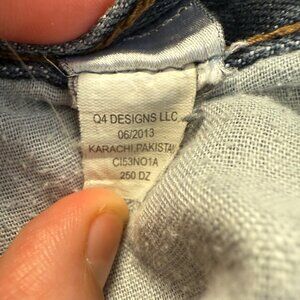 Q4 DESIGNS LLC
06/2013
KARACHI,PAKISTAN
CI53NO1A
250 DZ